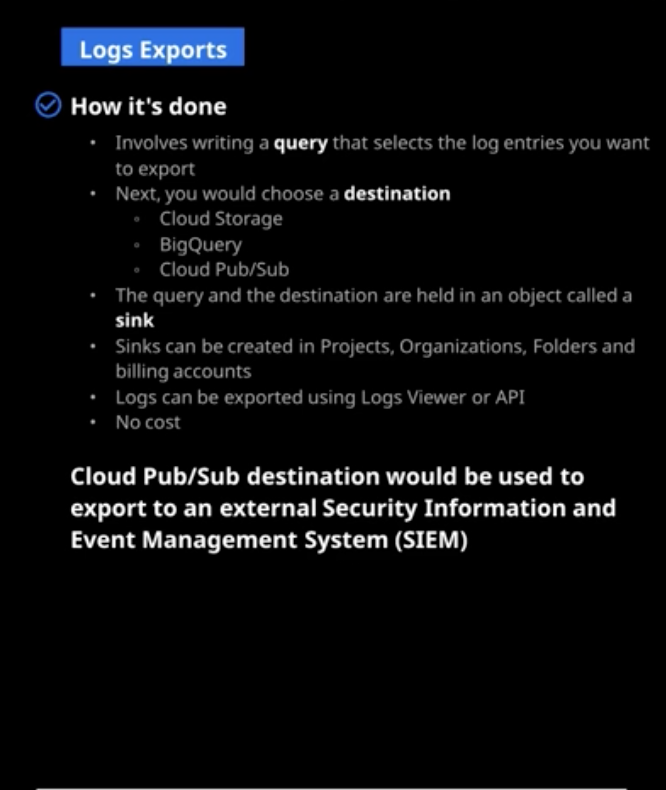 Logs Exports
How it's done
• Involves writing a query that selects the log entries you want
to export
• Next, you would choose a destination
◦ Cloud Storage
◦ BigQuery
◦ Cloud Pub/Sub
• The query and the destination are held in an object called a
sink
• Sinks can be created in Projects, Organizations, Folders and
billing accounts
• Logs can be exported using Logs Viewer or API
• No cost
Cloud Pub/Sub destination would be used to
export to an external Security Information and
Event Management System (SIEM)